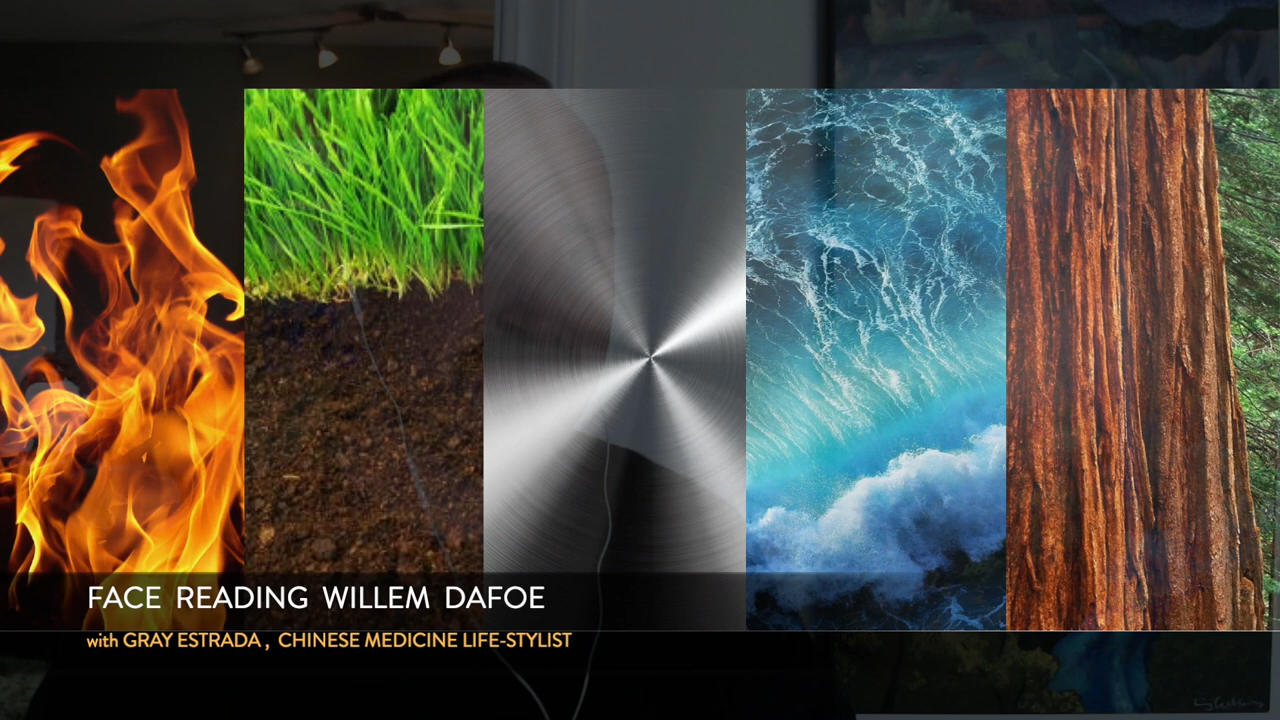 FACE READING WILLEM DAFOE
with GRAY ESTRADA , CHINESE MEDICINE LIFE-STYLIST